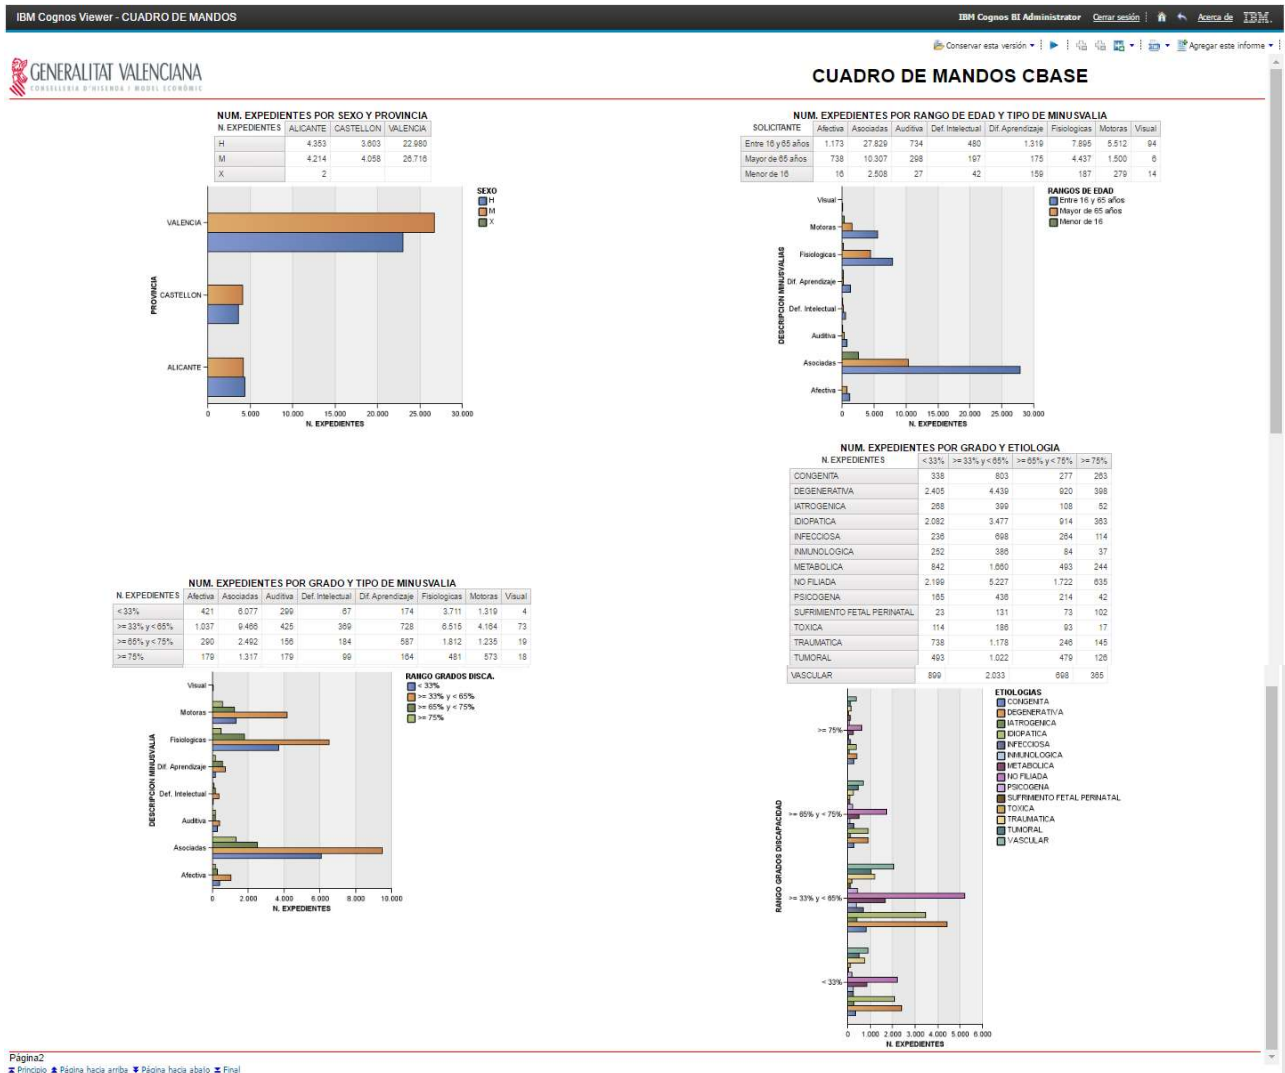 IBM Cognos Viewer - CUADRO DE MANDOS
IBM Cognos BI Administrator Cerrar sesión Acerca de IBM.
Conservar esta versión Agregar este informe
GENERALITAT VALENCIANA
CONSELLERIA D'HISENDA I MODEL ECONÒMIC
CUADRO DE MANDOS CBASE
NUM. EXPEDIENTES POR SEXO Y PROVINCIA
N. EXPEDIENTES ALICANTE CASTELLON VALENCIA
H 4.353 3.603 22.980
M 4.214 4.058 26.716
X 2
SEXO
H
M
X
VALENCIA
CASTELLON
ALICANTE
PROVINCIA
0 5.000 10.000 15.000 20.000 25.000 30.000
N. EXPEDIENTES
NUM. EXPEDIENTES POR RANGO DE EDAD Y TIPO DE MINUSVALIA
SOLICITANTE Afectiva Asociadas Auditiva Def. Intelectual Dif. Aprendizaje Fisiologicas Motoras Visual
Entre 16 y 65 años 1.173 27.829 734 480 1.319 7.895 5.512 94
Mayor de 65 años 738 10.307 298 197 175 4.437 1.500 6
Menor de 16 16 2.508 27 42 159 187 279 14
RANGOS DE EDAD
Entre 16 y 65 años
Mayor de 65 años
Menor de 16
Visual
Motoras
Fisiologicas
Dif. Aprendizaje
Def. Intelectual
Auditiva
Asociadas
Afectiva
DESCRIPCION MINUSVALIAS
0 5.000 10.000 15.000 20.000 25.000 30.000
N. EXPEDIENTES
NUM. EXPEDIENTES POR GRADO Y ETIOLOGIA
N. EXPEDIENTES < 33% >= 33% y < 65% >= 65% y < 75% >= 75%
CONGENITA 338 803 277 263
DEGENERATIVA 2.405 4.439 920 398
IATROGENICA 268 399 108 52
IDIOPATICA 2.082 3.477 914 363
INFECCIOSA 236 698 264 114
INMUNOLOGICA 252 386 84 37
METABOLICA 842 1.660 493 244
NO FILIADA 2.199 5.227 1.722 635
PSICOGENA 165 436 214 42
SUFRIMIENTO FETAL PERINATAL 23 131 73 102
TOXICA 114 186 93 17
TRAUMATICA 738 1.178 246 145
TUMORAL 493 1.022 479 126
VASCULAR 899 2.033 698 365
NUM. EXPEDIENTES POR GRADO Y TIPO DE MINUSVALIA
N. EXPEDIENTES Afectiva Asociadas Auditiva Def. Intelectual Dif. Aprendizaje Fisiologicas Motoras Visual
< 33% 421 6.077 299 67 174 3.711 1.319 4
>= 33% y < 65% 1.037 9.466 425 369 728 6.515 4.164 73
>= 65% y < 75% 290 2.492 156 184 587 1.812 1.235 19
>= 75% 179 1.317 179 99 164 481 573 18
RANGO GRADOS DISCA.
< 33%
>= 33% y < 65%
>= 65% y < 75%
>= 75%
Visual
Motoras
Fisiologicas
Dif. Aprendizaje
Def. Intelectual
Auditiva
Asociadas
Afectiva
DESCRIPCION MINUSVALIA
0 2.000 4.000 6.000 8.000 10.000
N. EXPEDIENTES
ETIOLOGIAS
CONGENITA
DEGENERATIVA
IATROGENICA
IDIOPATICA
INFECCIOSA
INMUNOLOGICA
METABOLICA
NO FILIADA
PSICOGENA
SUFRIMIENTO FETAL PERINATAL
TOXICA
TRAUMATICA
TUMORAL
VASCULAR
>= 75%
>= 65% y < 75%
>= 33% y < 65%
< 33%
RANGO GRADOS DISCAPACIDAD
0 1.000 2.000 3.000 4.000 5.000 6.000
N. EXPEDIENTES
Página2
Principio Página hacia arriba Página hacia abajo Final